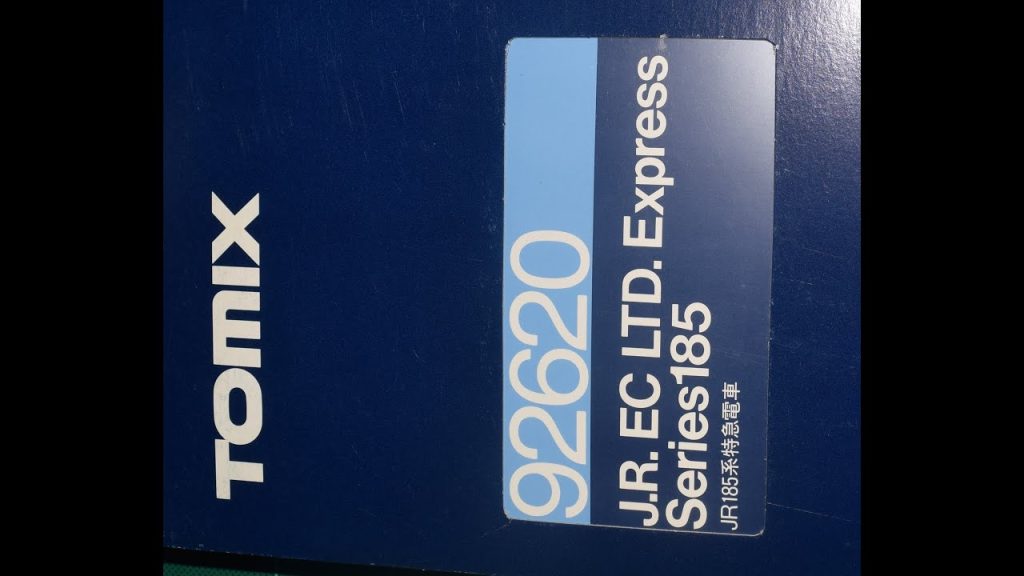 TOMIX
92620
J.R. EC LTD. Express
Series185
JR185系特急電車